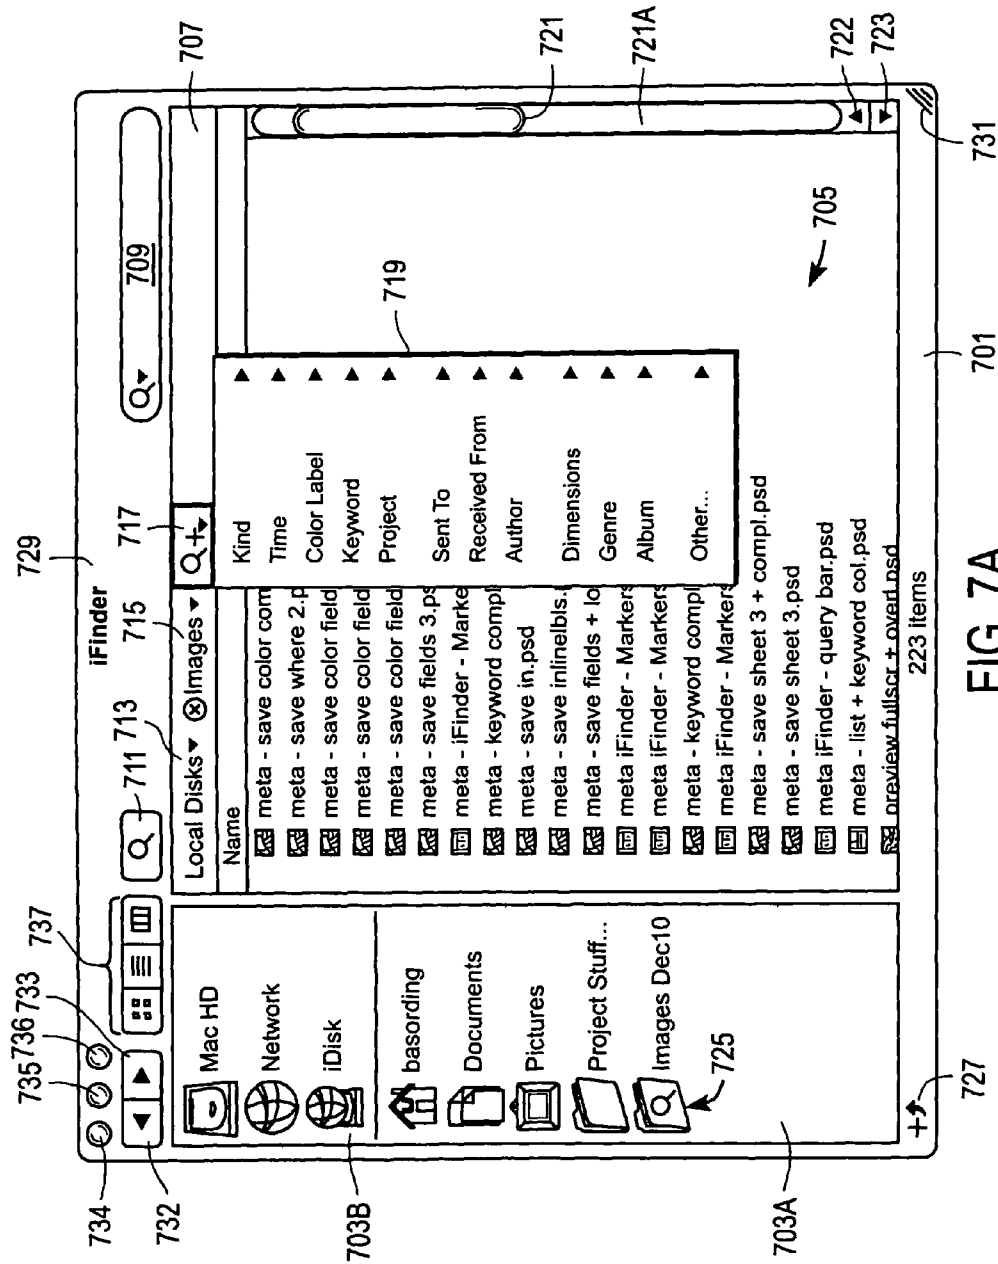 734
735
736
733
737
711
713
715
729
717
732
iFinder
709
707
Local Disks
Images
Name
Mac HD
Network
iDisk
basording
Documents
Pictures
Project Stuff...
Images Dec10
725
703B
703A
727
meta - save color com
meta - save where 2.p
meta - save color field
meta - save color field
meta - save color field
meta - save fields 3.ps
meta - iFinder - Marke
meta - keyword compl
meta - save in.psd
meta - save inlinelbls.
meta - save fields + lo
meta iFinder - Markers
meta iFinder - Markers
meta - keyword compl
meta iFinder - Markers
meta - save sheet 3 + compl.psd
meta - save sheet 3.psd
meta iFinder - query bar.psd
meta - list + keyword col.psd
preview fullscr + overl.psd
Kind
Time
Color Label
Keyword
Project
Sent To
Received From
Author
Dimensions
Genre
Album
Other...
719
705
721
721A
722
723
731
701
223 items
FIG 7A